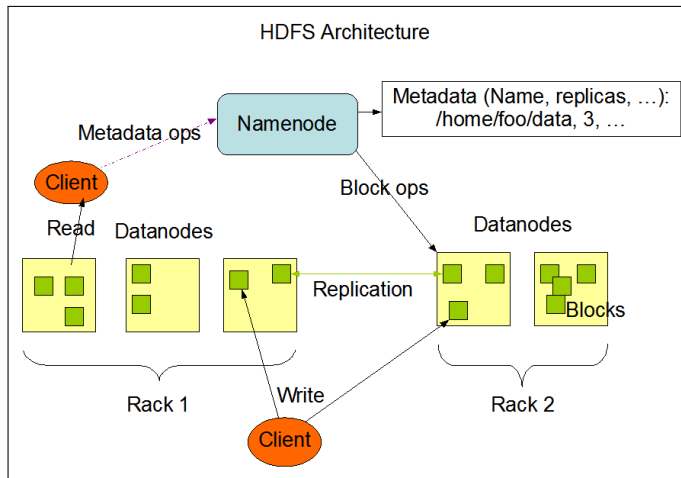 HDFS Architecture
Metadata (Name, replicas, …):
/home/foo/data, 3, …
Namenode
Metadata ops
Client
Block ops
Read
Datanodes
Datanodes
Replication
Blocks
Rack 1
Write
Rack 2
Client